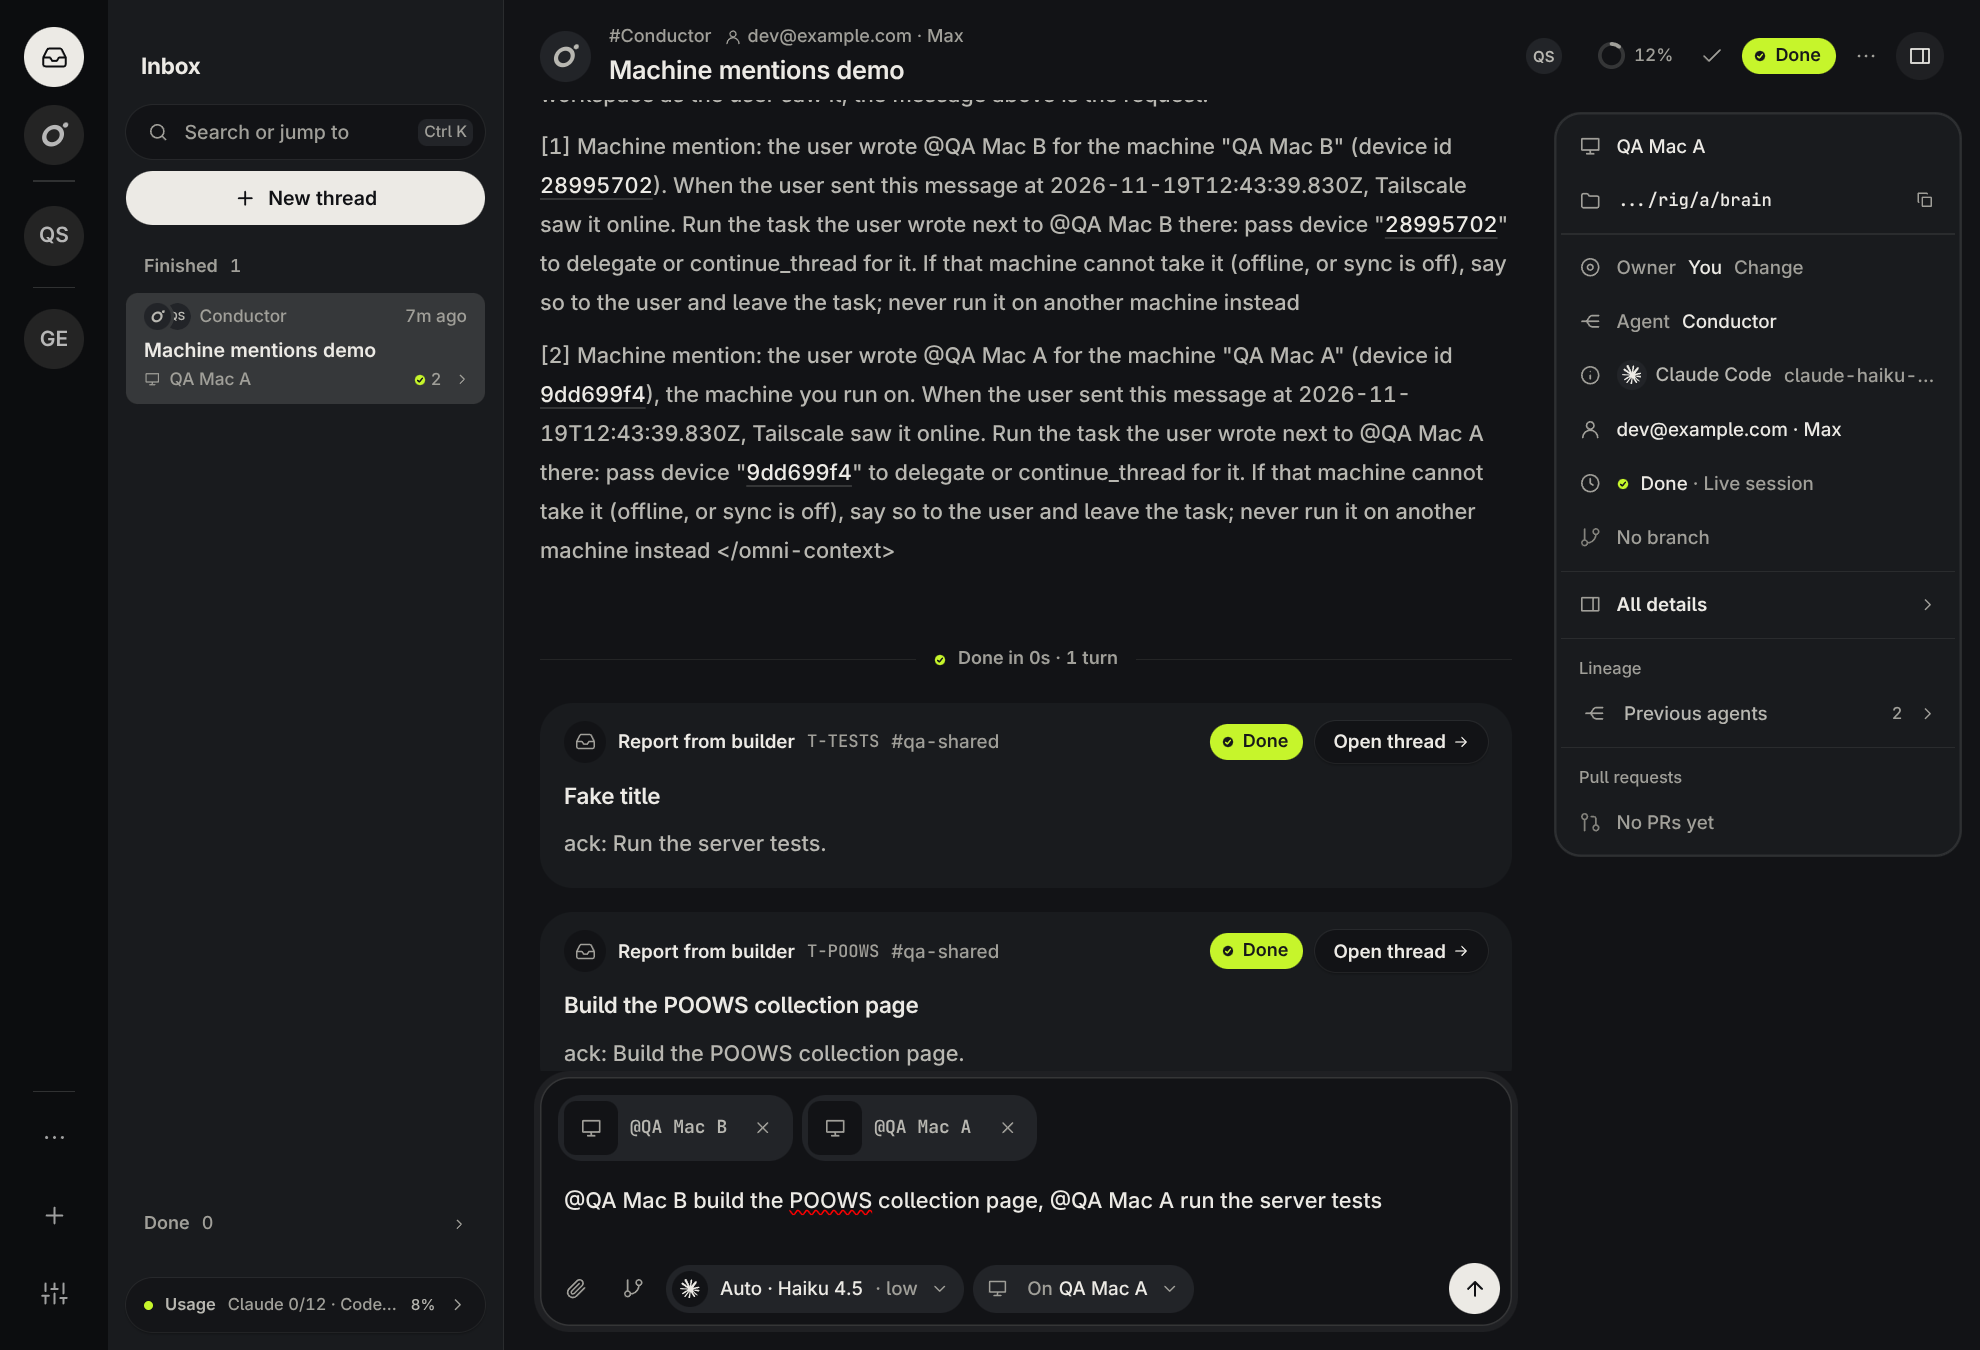 Inbox
Search or jump to
Ctrl K
+ New thread
QS
GE
Finished 1
QS Conductor 7m ago
Machine mentions demo
QA Mac A 2
Done 0
Usage Claude 0/12 · Code... 8%
#Conductor dev@example.com · Max
Machine mentions demo
QS 12% Done
workspace as the user saw it, the message above is the request.
[1] Machine mention: the user wrote @QA Mac B for the machine "QA Mac B" (device id
28995702). When the user sent this message at 2026-11-19T12:43:39.830Z, Tailscale
saw it online. Run the task the user wrote next to @QA Mac B there: pass device "28995702"
to delegate or continue_thread for it. If that machine cannot take it (offline, or sync is off), say
so to the user and leave the task; never run it on another machine instead
[2] Machine mention: the user wrote @QA Mac A for the machine "QA Mac A" (device id
9dd699f4), the machine you run on. When the user sent this message at 2026-11-
19T12:43:39.830Z, Tailscale saw it online. Run the task the user wrote next to @QA Mac A
there: pass device "9dd699f4" to delegate or continue_thread for it. If that machine cannot
take it (offline, or sync is off), say so to the user and leave the task; never run it on another
machine instead </omni-context>
Done in 0s · 1 turn
Report from builder T-TESTS #qa-shared Done Open thread →
Fake title
ack: Run the server tests.
Report from builder T-POOWS #qa-shared Done Open thread →
Build the POOWS collection page
ack: Build the POOWS collection page.
@QA Mac B @QA Mac A
@QA Mac B build the POOWS collection page, @QA Mac A run the server tests
Auto · Haiku 4.5 · low On QA Mac A
QA Mac A
.../rig/a/brain
Owner You Change
Agent Conductor
Claude Code claude-haiku-...
dev@example.com · Max
Done · Live session
No branch
All details
Lineage
Previous agents 2
Pull requests
No PRs yet